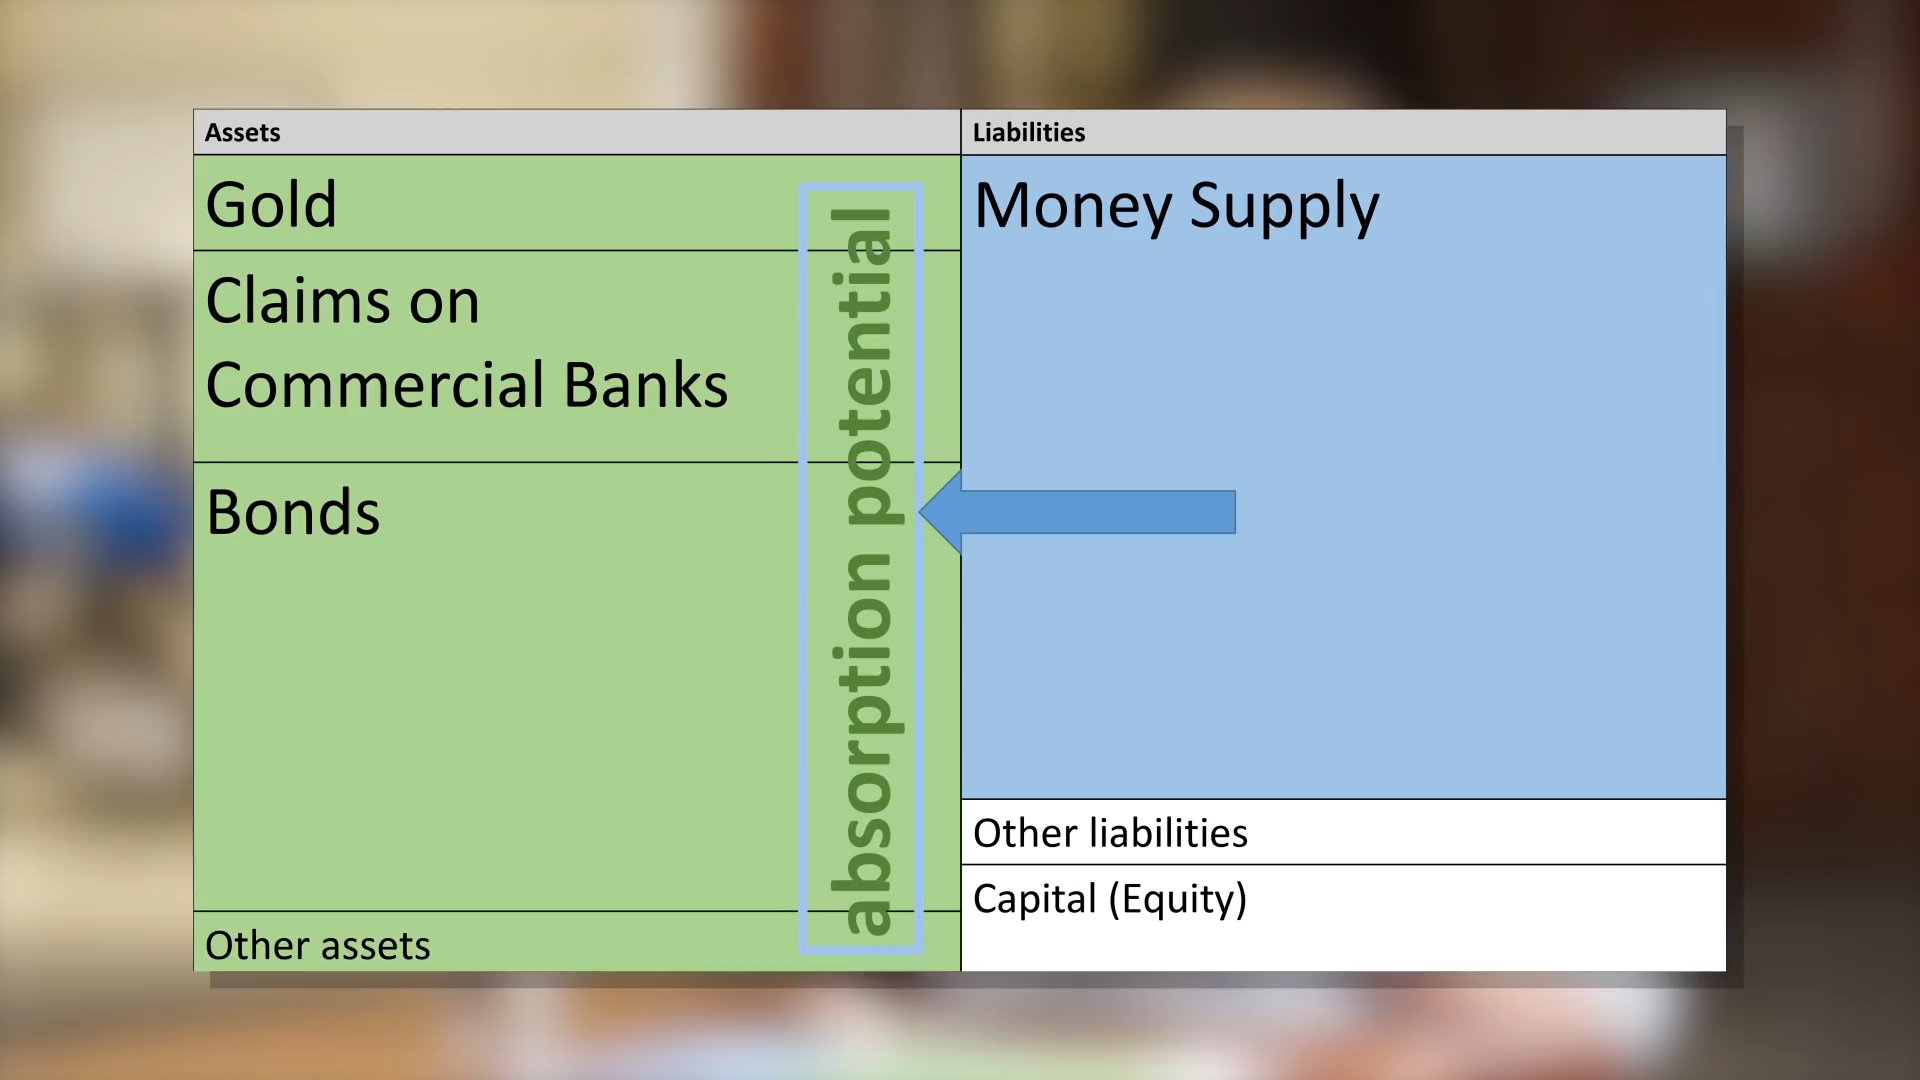 Assets
Liabilities
Gold
Money Supply
Claims on
Commercial Banks
Bonds
absorption potential
Other liabilities
Capital (Equity)
Other assets